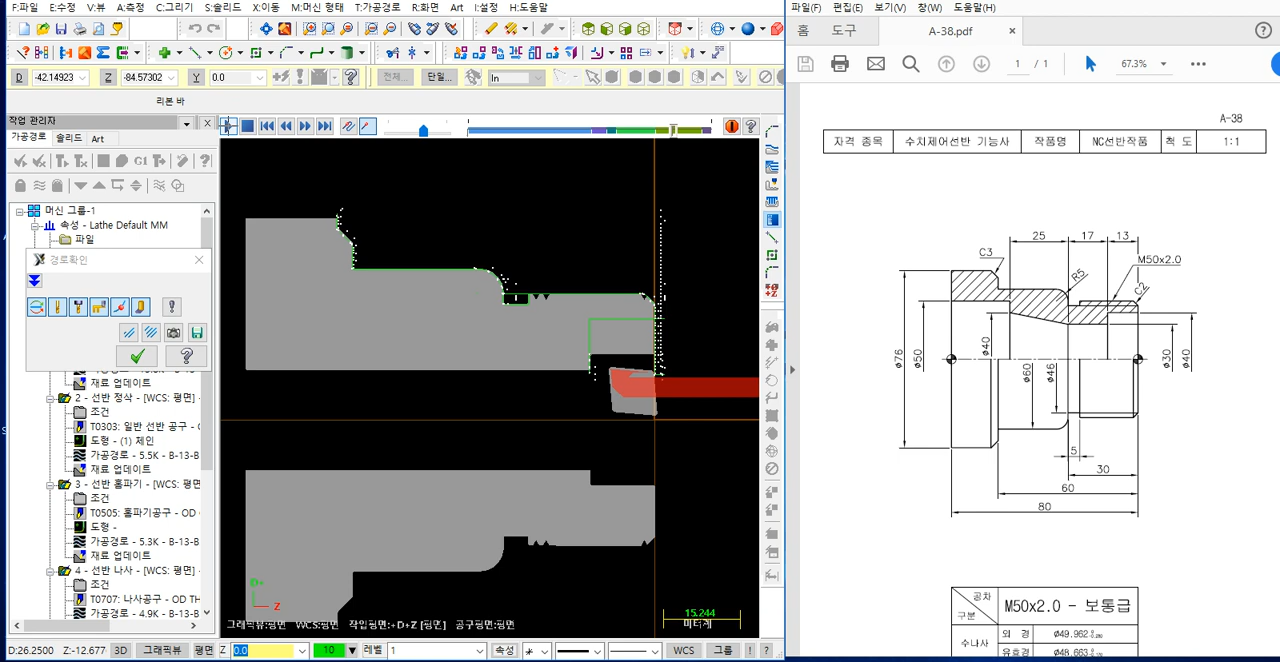 F:파일 E:수정 V:뷰 A:측정 C:그리기 S:솔리드 X:이동 M:머신 형태 T:가공경로 R:화면 Art I:설정 H:도움말
D -42.14923 Z -84.57302 Y 0.0 전체... 단일... In
리본 바
작업 관리자
가공경로 솔리드 Art
G1
머신 그룹-1
속성 - Lathe Default MM
파일
경로확인
재료 업데이트
2 - 선반 정삭 - [WCS: 평면] -
조건
T0303: 일반 선반 공구 -
도형 - (1) 체인
가공경로 - 5.5K - B-13-B
재료 업데이트
3 - 선반 홈파기 - [WCS: 평면
조건
T0505: 홈파기공구 - OD
도형 -
가공경로 - 5.3K - B-13-B
재료 업데이트
4 - 선반 나사 - [WCS: 평면]
조건
T0707: 나사공구 - OD TH
가공경로 - 4.9K - B-13-B
D+
Z
15.244
미터계
그래픽뷰:평면 WCS:평면 작업평면:+D+Z [평면] 공구평면:평면
D:26.2500 Z:-12.677 3D 그래픽뷰 평면 Z 0.0 10 레벨 1 속성 WCS 그룹 ! ?
파일(F) 편집(E) 보기(V) 창(W) 도움말(H)
홈 도구 A-38.pdf ×
1 / 1 67.3%
A-38
자격 종목 수치제어선반 기능사 작품명 NC선반작품 척 도 1:1
25 17 13
C3 R5 M50x2.0
C2
ø76 ø50 ø40 ø60 ø46 ø30 ø40
5
30
60
80
공차
구분
M50x2.0 - 보통급
수나사
외 경 ø49.962
유효경 ø48.663